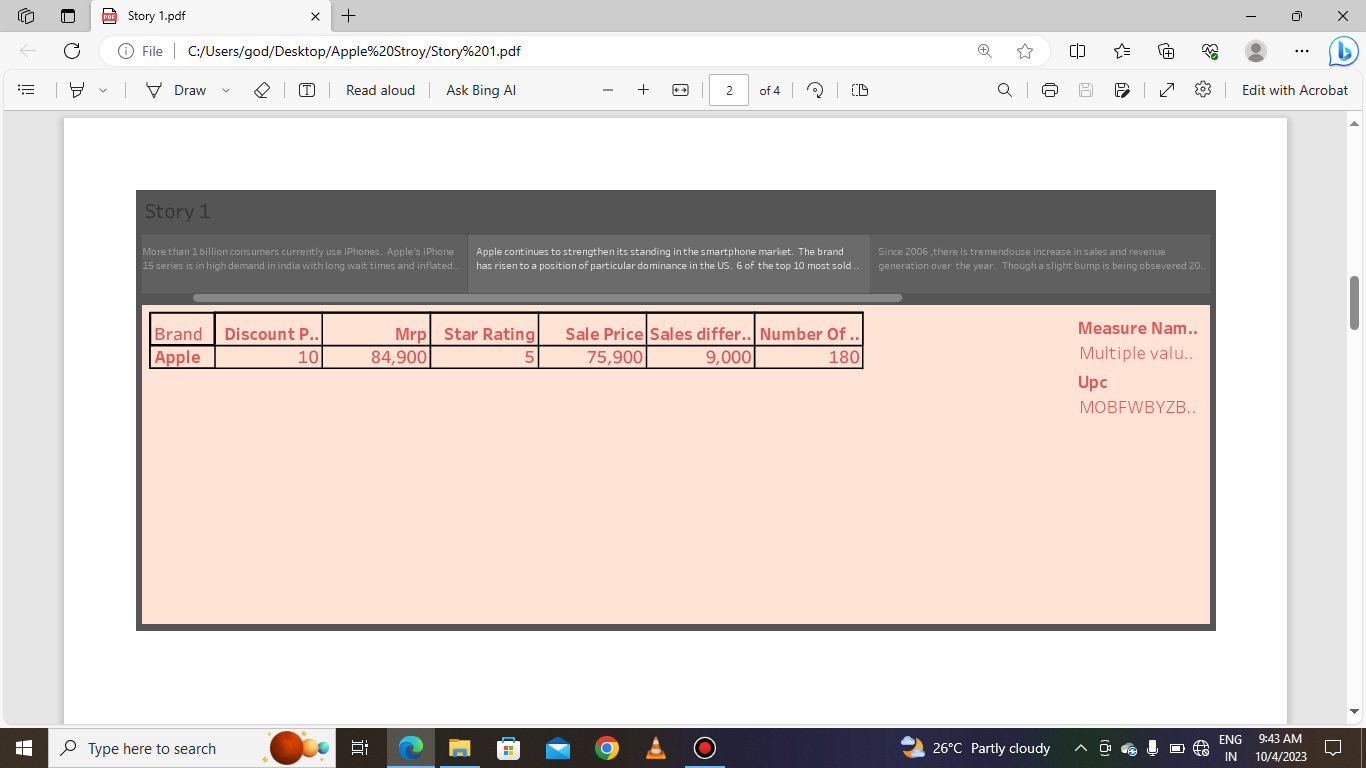 Story 1.pdf
File
C:/Users/god/Desktop/Apple%20Stroy/Story%201.pdf
Draw
Read aloud
Ask Bing AI
2
of 4
Edit with Acrobat
Story 1
More than 1 billion consumers currently use iPhones. Apple's iPhone
15 series is in high demand in india with long wait times and inflated..
Apple continues to strengthen its standing in the smartphone market. The brand
has risen to a position of particular dominance in the US. 6 of the top 10 most sold ..
Since 2006 ,there is tremendouse increase in sales and revenue
generation over the year. Though a slight bump is being obsevered 20..
Brand Discount P.. Mrp Star Rating Sale Price Sales differ.. Number Of ..
Apple 10 84,900 5 75,900 9,000 180
Measure Nam..
Multiple valu..
Upc
MOBFWBYZB..
Type here to search
26°C Partly cloudy
ENG
IN
9:43 AM
10/4/2023